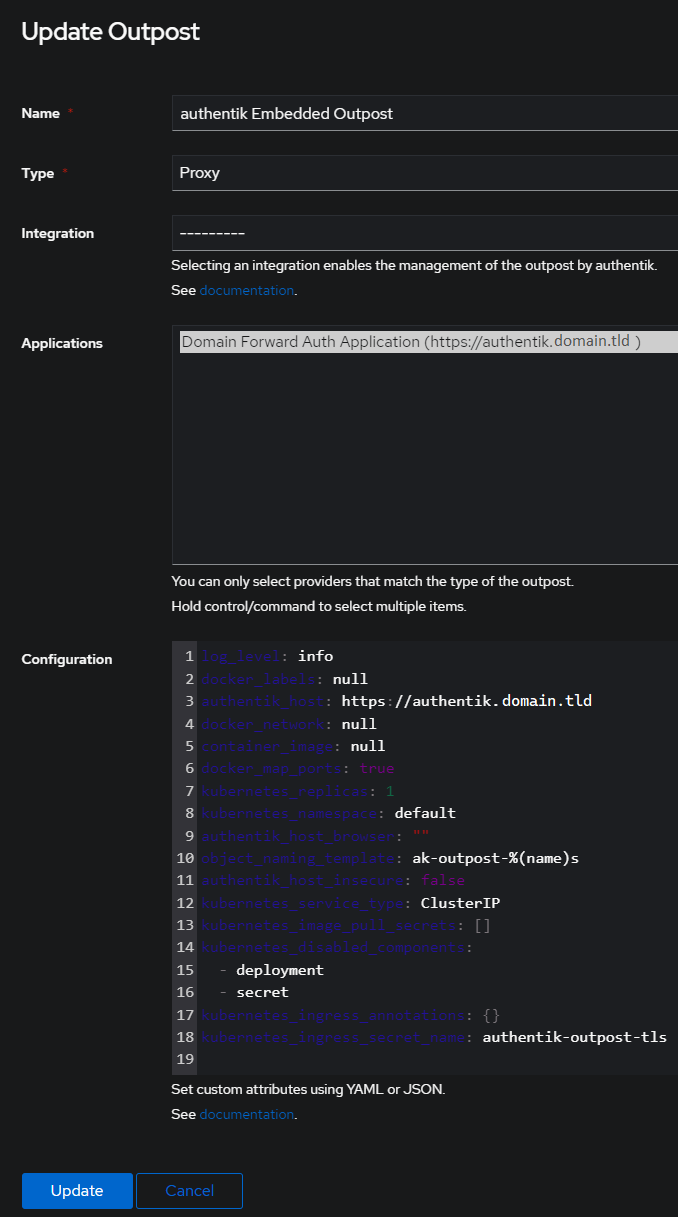 Update Outpost
Name *
authentik Embedded Outpost
Type *
Proxy
Integration
---------
Selecting an integration enables the management of the outpost by authentik.
See documentation.
Applications
Domain Forward Auth Application (https://authentik.domain.tld )
You can only select providers that match the type of the outpost.
Hold control/command to select multiple items.
Configuration
1 log_level: info
2 docker_labels: null
3 authentik_host: https://authentik.domain.tld
4 docker_network: null
5 container_image: null
6 docker_map_ports: true
7 kubernetes_replicas: 1
8 kubernetes_namespace: default
9 authentik_host_browser: ""
10 object_naming_template: ak-outpost-%(name)s
11 authentik_host_insecure: false
12 kubernetes_service_type: ClusterIP
13 kubernetes_image_pull_secrets: []
14 kubernetes_disabled_components:
15 - deployment
16 - secret
17 kubernetes_ingress_annotations: {}
18 kubernetes_ingress_secret_name: authentik-outpost-tls
19
Set custom attributes using YAML or JSON.
See documentation.
Update
Cancel